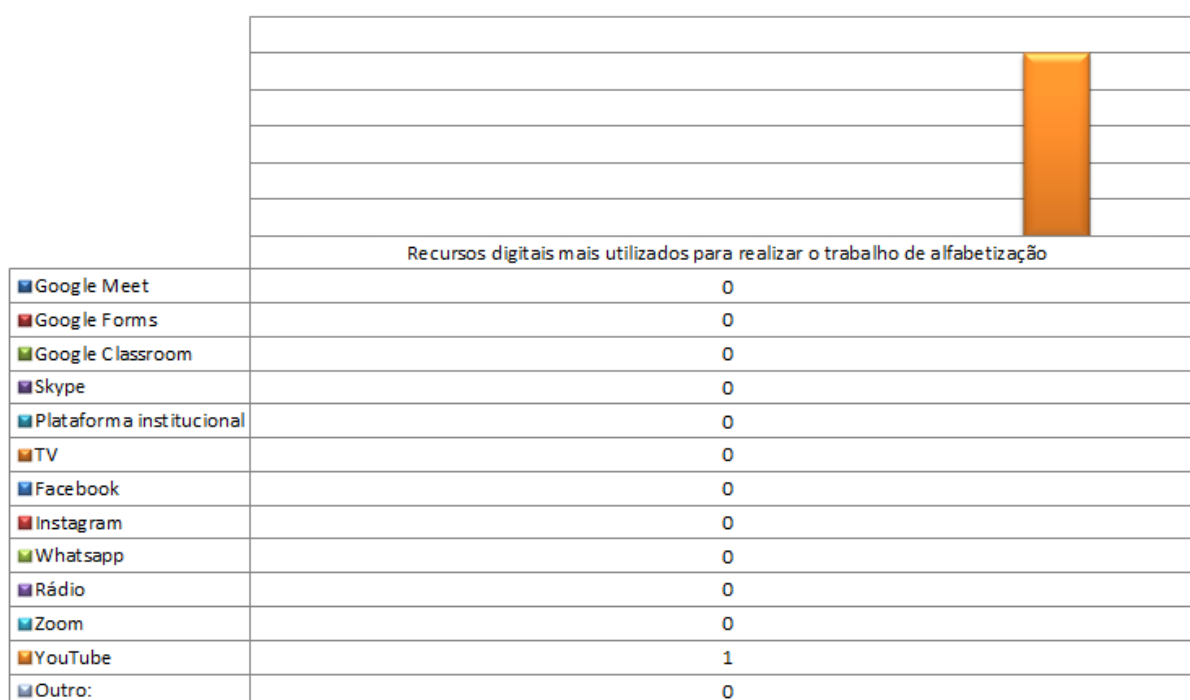 Recursos digitais mais utilizados para realizar o trabalho de alfabetização
Google Meet 0
Google Forms 0
Google Classroom 0
Skype 0
Plataforma institucional 0
TV 0
Facebook 0
Instagram 0
Whatsapp 0
Rádio 0
Zoom 0
YouTube 1
Outro: 0